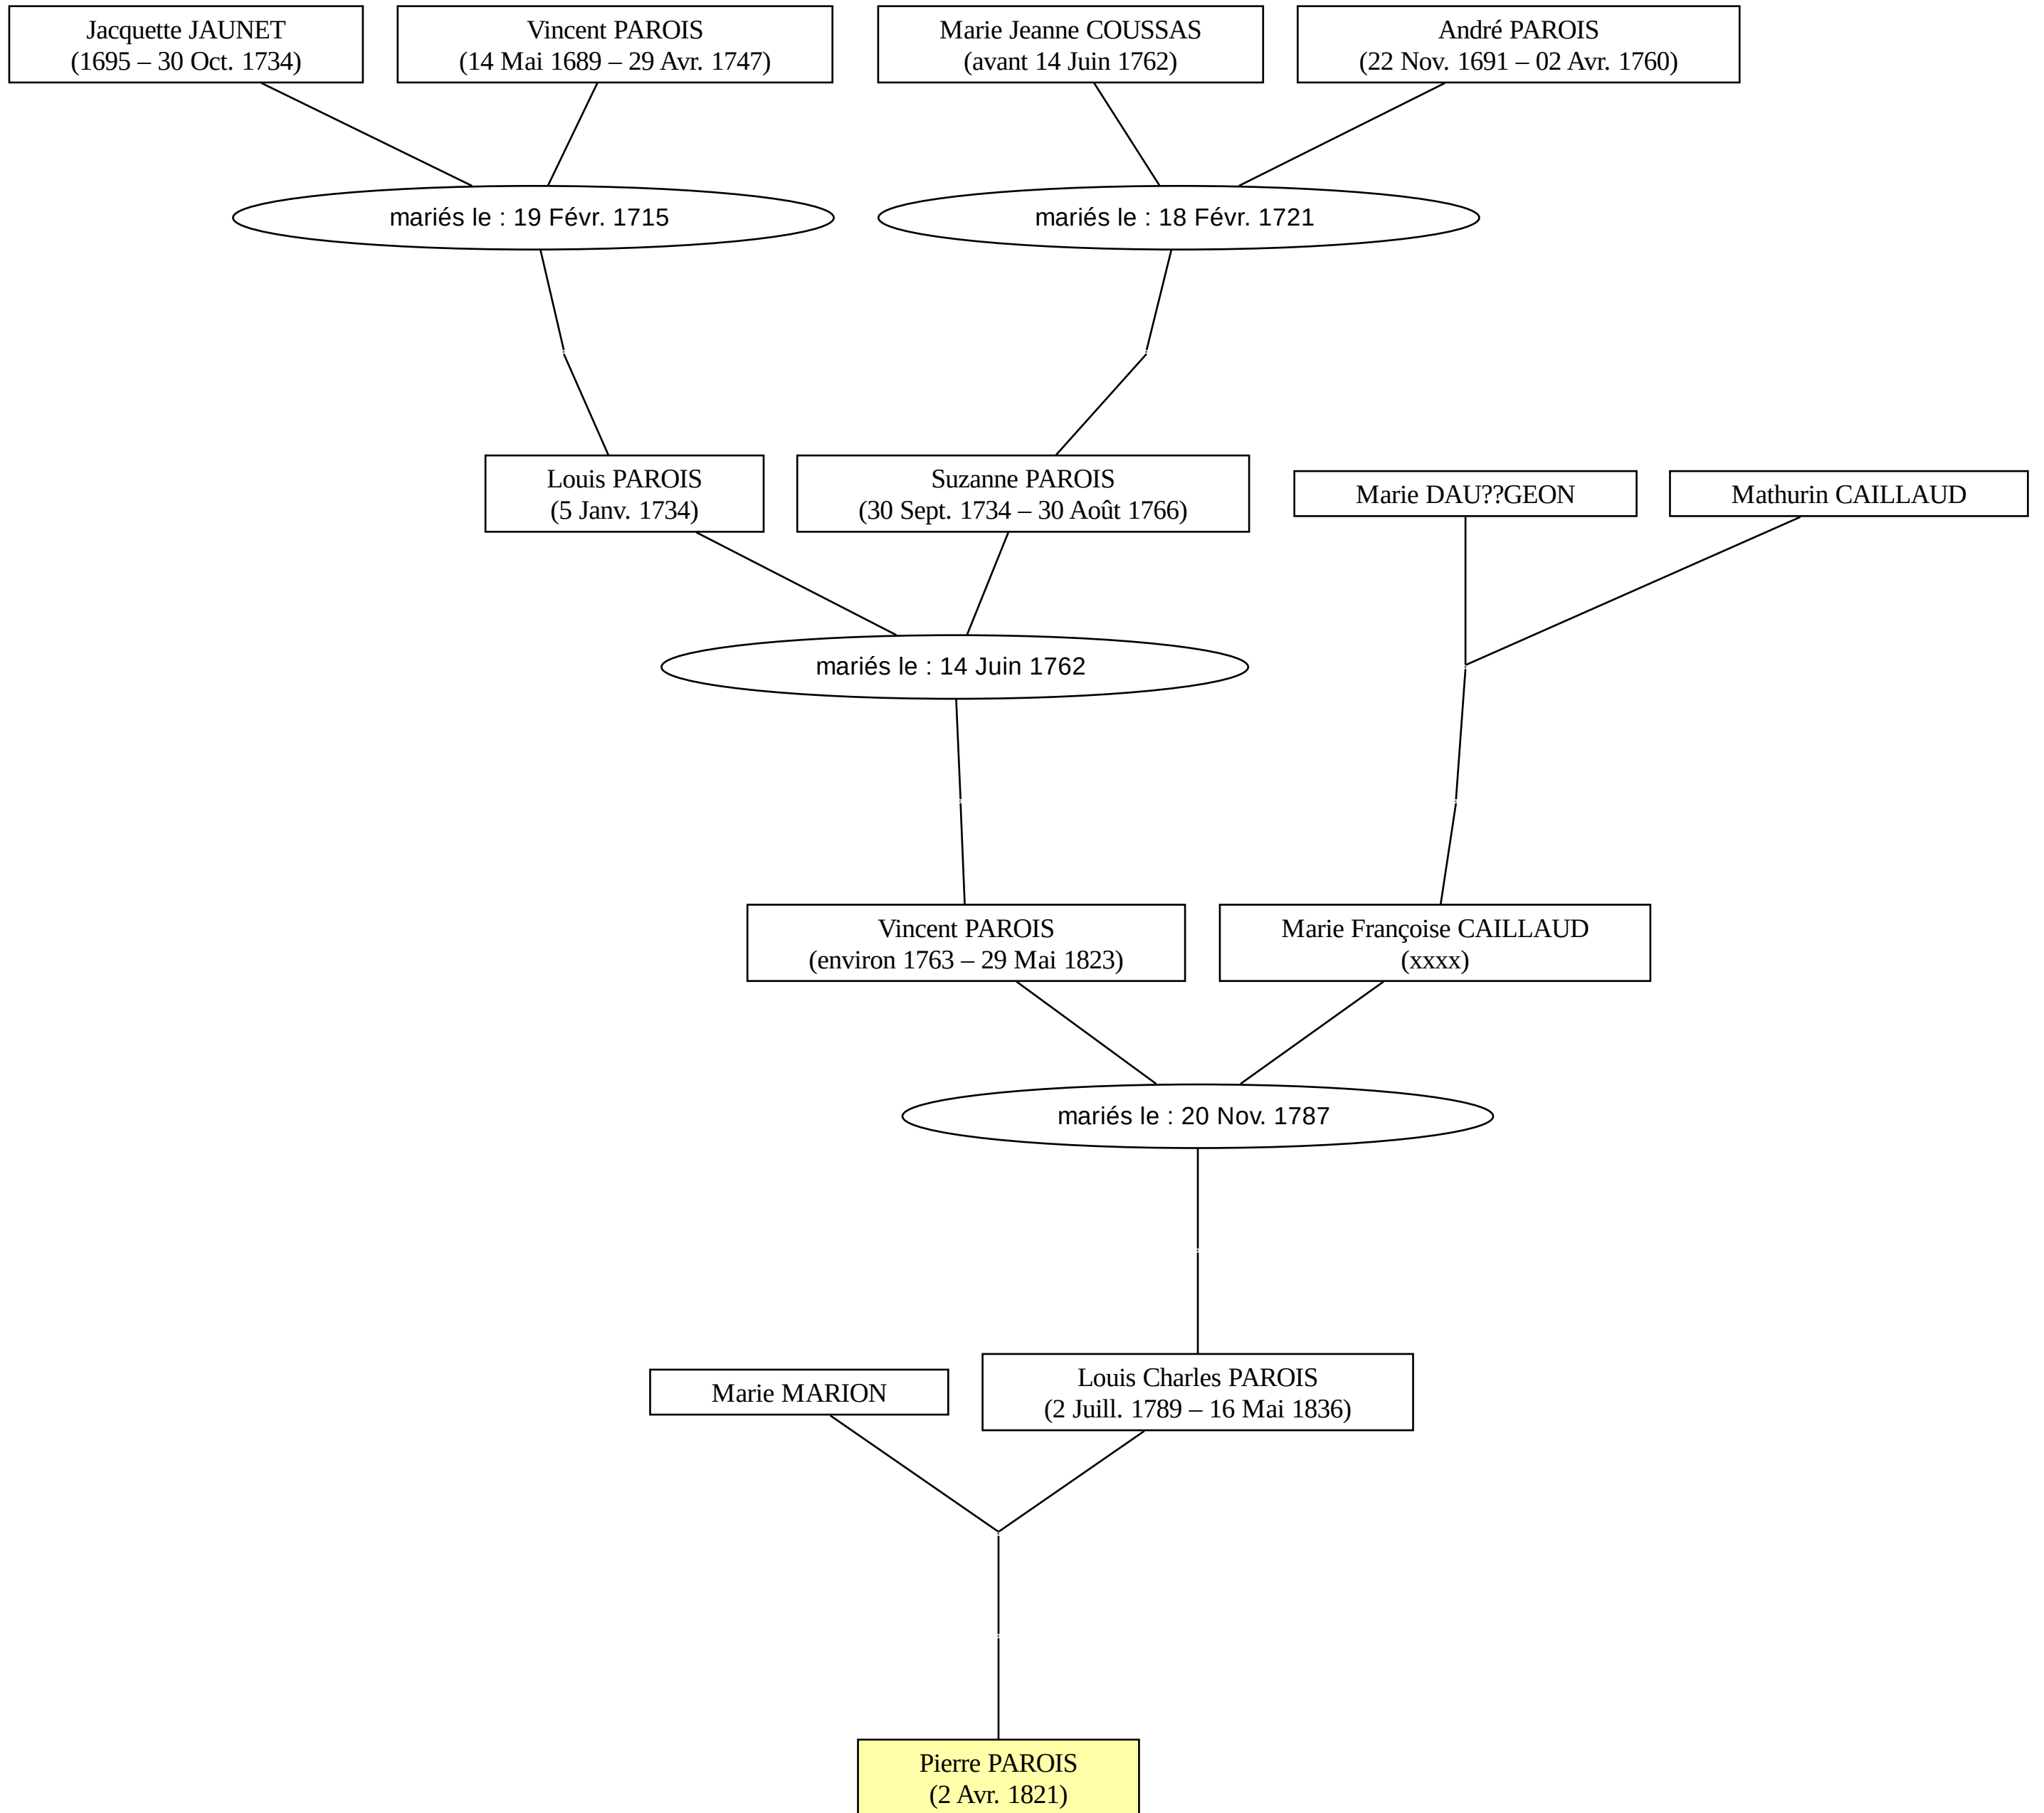 Jacquette JAUNET
(1695 – 30 Oct. 1734)
Vincent PAROIS
(14 Mai 1689 – 29 Avr. 1747)
Marie Jeanne COUSSAS
(avant 14 Juin 1762)
André PAROIS
(22 Nov. 1691 – 02 Avr. 1760)
mariés le : 19 Févr. 1715
mariés le : 18 Févr. 1721
Louis PAROIS
(5 Janv. 1734)
Suzanne PAROIS
(30 Sept. 1734 – 30 Août 1766)
Marie DAU??GEON
Mathurin CAILLAUD
mariés le : 14 Juin 1762
Vincent PAROIS
(environ 1763 – 29 Mai 1823)
Marie Françoise CAILLAUD
(xxxx)
mariés le : 20 Nov. 1787
Marie MARION
Louis Charles PAROIS
(2 Juill. 1789 – 16 Mai 1836)
Pierre PAROIS
(2 Avr. 1821)